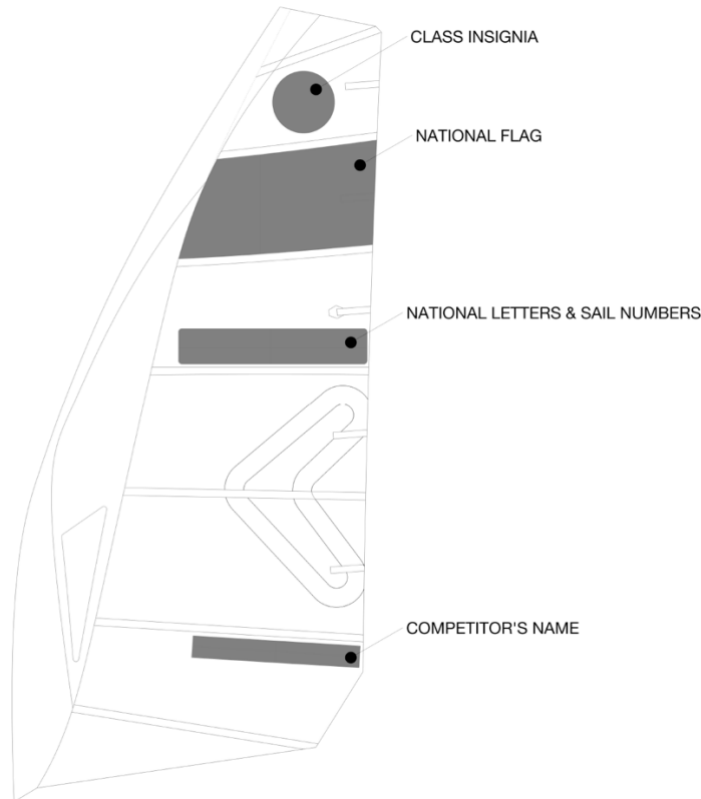 CLASS INSIGNIA
NATIONAL FLAG
NATIONAL LETTERS & SAIL NUMBERS
COMPETITOR'S NAME